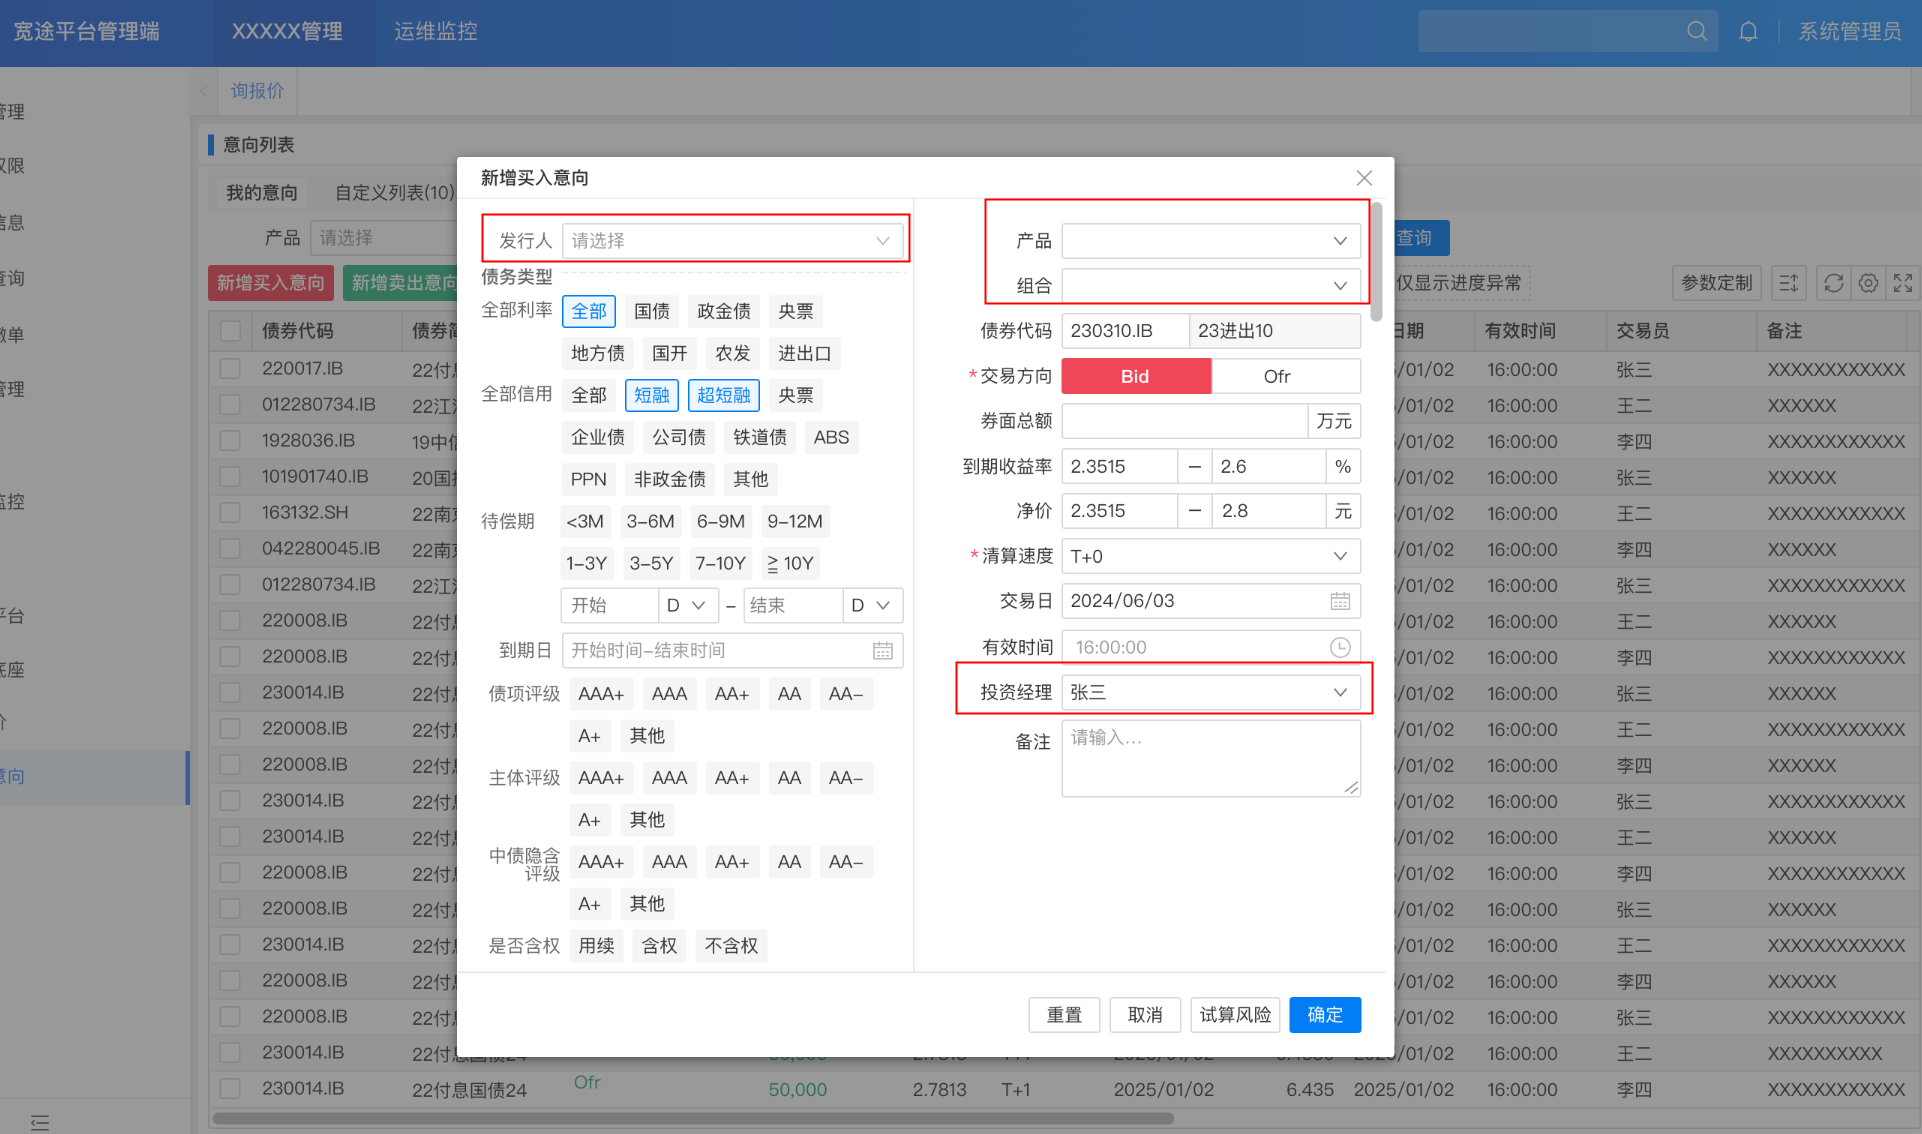 宽途平台管理端 XXXXX管理 运维监控 系统管理员
询报价
管理
权限
信息
查询
撤单
管理
监控
平台
底座
价
意向
意向列表
我的意向 自定义列表(10)
产品 请选择 查询
新增买入意向 新增卖出意向 仅显示进度异常 参数定制
债券代码 债券简 日期 有效时间 交易员 备注
220017.IB 22付息 /01/02 16:00:00 张三 XXXXXXXXXXXX
012280734.IB 22江 /01/02 16:00:00 王二 XXXXXX
1928036.IB 19中信 /01/02 16:00:00 李四 XXXXXXXXXXXX
101901740.IB 20国 /01/02 16:00:00 张三 XXXXXX
163132.SH 22南京 /01/02 16:00:00 王二 XXXXXXXXXXXX
042280045.IB 22南京 /01/02 16:00:00 李四 XXXXXX
012280734.IB 22江 /01/02 16:00:00 张三 XXXXXXXXXXXX
220008.IB 22付息 /01/02 16:00:00 王二 XXXXXX
220008.IB 22付息 /01/02 16:00:00 李四 XXXXXXXXXXXX
230014.IB 22付息 /01/02 16:00:00 张三 XXXXXXXXXXXX
220008.IB 22付息 /01/02 16:00:00 王二 XXXXXX
220008.IB 22付息 /01/02 16:00:00 李四 XXXXXX
230014.IB 22付息 /01/02 16:00:00 张三 XXXXXXXXXXXX
230014.IB 22付息 /01/02 16:00:00 王二 XXXXXX
220008.IB 22付息 /01/02 16:00:00 李四 XXXXXXXXXXXX
220008.IB 22付息 /01/02 16:00:00 张三 XXXXXX
230014.IB 22付息 /01/02 16:00:00 王二 XXXXXXXXXXXX
220008.IB 22付息 /01/02 16:00:00 李四 XXXXXX
220008.IB 22付息 /01/02 16:00:00 张三 XXXXXXXXXXXX
230014.IB 22付息国债24 50,000 2.7813 T+1 2025/01/02 2025/01/02 16:00:00 王二 XXXXXXXXXX
230014.IB 22付息国债24 Ofr 50,000 2.7813 T+1 2025/01/02 6.435 2025/01/02 16:00:00 李四 XXXXXXXXXXXX
新增买入意向
发行人 请选择
债务类型
全部利率 全部 国债 政金债 央票
地方债 国开 农发 进出口
全部信用 全部 短融 超短融 央票
企业债 公司债 铁道债 ABS
PPN 非政金债 其他
待偿期 <3M 3-6M 6-9M 9-12M
1-3Y 3-5Y 7-10Y ≧ 10Y
开始 D – 结束 D
到期日 开始时间-结束时间
债项评级 AAA+ AAA AA+ AA AA-
A+ 其他
主体评级 AAA+ AAA AA+ AA AA-
A+ 其他
中债隐含
评级 AAA+ AAA AA+ AA AA-
A+ 其他
是否含权 用续 含权 不含权
产品
组合
债券代码 230310.IB 23进出10
*交易方向 Bid Ofr
券面总额 万元
到期收益率 2.3515 – 2.6 %
净价 2.3515 – 2.8 元
*清算速度 T+0
交易日 2024/06/03
有效时间 16:00:00
投资经理 张三
备注 请输入...
重置 取消 试算风险 确定